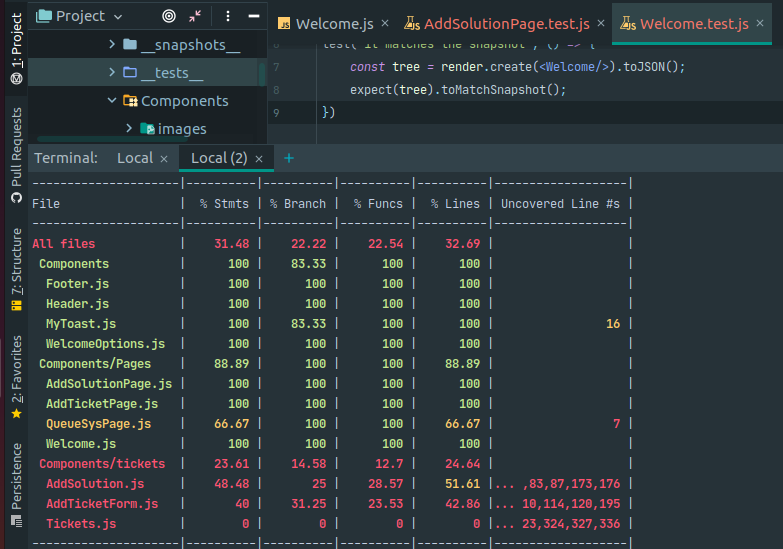 Project
Welcome.js
AddSolutionPage.test.js
Welcome.test.js
1: Project
Pull Requests
7: Structure
2: Favorites
Persistence
__snapshots__
__tests__
Components
images
7 const tree = render.create(<Welcome/>).toJSON();
8 expect(tree).toMatchSnapshot();
9 })
Terminal: Local × Local (2) × +
--------------------|----------|----------|----------|----------|-------------------|
File | % Stmts | % Branch | % Funcs | % Lines | Uncovered Line #s |
--------------------|----------|----------|----------|----------|-------------------|
All files | 31.48 | 22.22 | 22.54 | 32.69 | |
Components | 100 | 83.33 | 100 | 100 | |
Footer.js | 100 | 100 | 100 | 100 | |
Header.js | 100 | 100 | 100 | 100 | |
MyToast.js | 100 | 83.33 | 100 | 100 | 16 |
WelcomeOptions.js | 100 | 100 | 100 | 100 | |
Components/Pages | 88.89 | 100 | 100 | 88.89 | |
AddSolutionPage.js | 100 | 100 | 100 | 100 | |
AddTicketPage.js | 100 | 100 | 100 | 100 | |
QueueSysPage.js | 66.67 | 100 | 100 | 66.67 | 7 |
Welcome.js | 100 | 100 | 100 | 100 | |
Components/tickets | 23.61 | 14.58 | 12.7 | 24.64 | |
AddSolution.js | 48.48 | 25 | 28.57 | 51.61 |... ,83,87,173,176 |
AddTicketForm.js | 40 | 31.25 | 23.53 | 42.86 |... 10,114,120,195 |
Tickets.js | 0 | 0 | 0 | 0 |... 23,324,327,336 |
--------------------|----------|----------|----------|----------|-------------------|